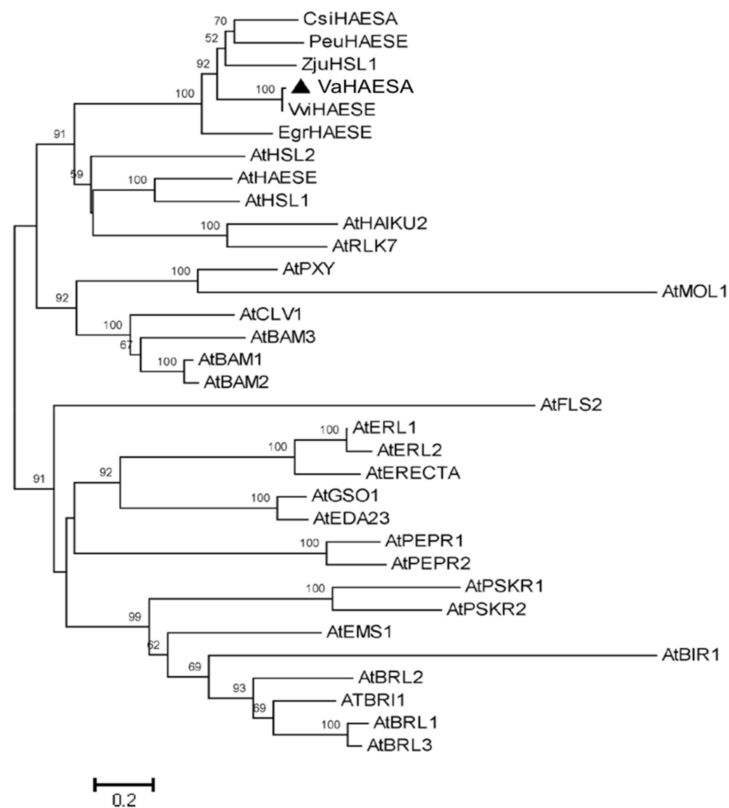 70
CsiHAESA
52
PeuHAESE
92
ZjuHSL1
100
▲ VaHAESA
100
VviHAESE
EgrHAESE
91
AtHSL2
59
100
AtHAESE
AtHSL1
100
AtHAIKU2
AtRLK7
100
AtPXY
92
AtMOL1
100
AtCLV1
67
AtBAM3
100
AtBAM1
AtBAM2
AtFLS2
91
100
AtERL1
100
AtERL2
92
AtERECTA
100
AtGSO1
AtEDA23
100
AtPEPR1
AtPEPR2
100
AtPSKR1
99
AtPSKR2
62
AtEMS1
69
AtBIR1
93
AtBRL2
69
ATBRI1
100
AtBRL1
AtBRL3
0.2